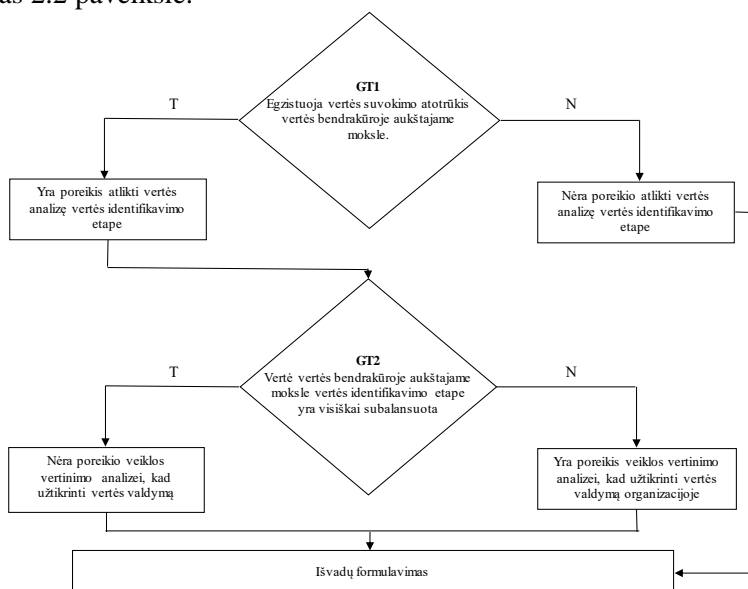 2.2 paveiksle.
GT1
Egzistuoja vertės suvokimo atotrūkis
vertės bendrakūroje aukštajame
moksle.
T
N
Yra poreikis atlikti vertės
analizę vertės identifikavimo
etape
Nėra poreikio atlikti vertės
analizę vertės identifikavimo
etape
GT2
Vertė vertės bendrakūroje aukštajame
moksle vertės identifikavimo etape
yra visiškai subalansuota
T
N
Nėra poreikio veiklos
vertinimo analizei, kad
užtikrinti vertės valdymą
Yra poreikis veiklos vertinimo
analizei, kad užtikrinti vertės
valdymą organizacijoje
Išvadų formulavimas